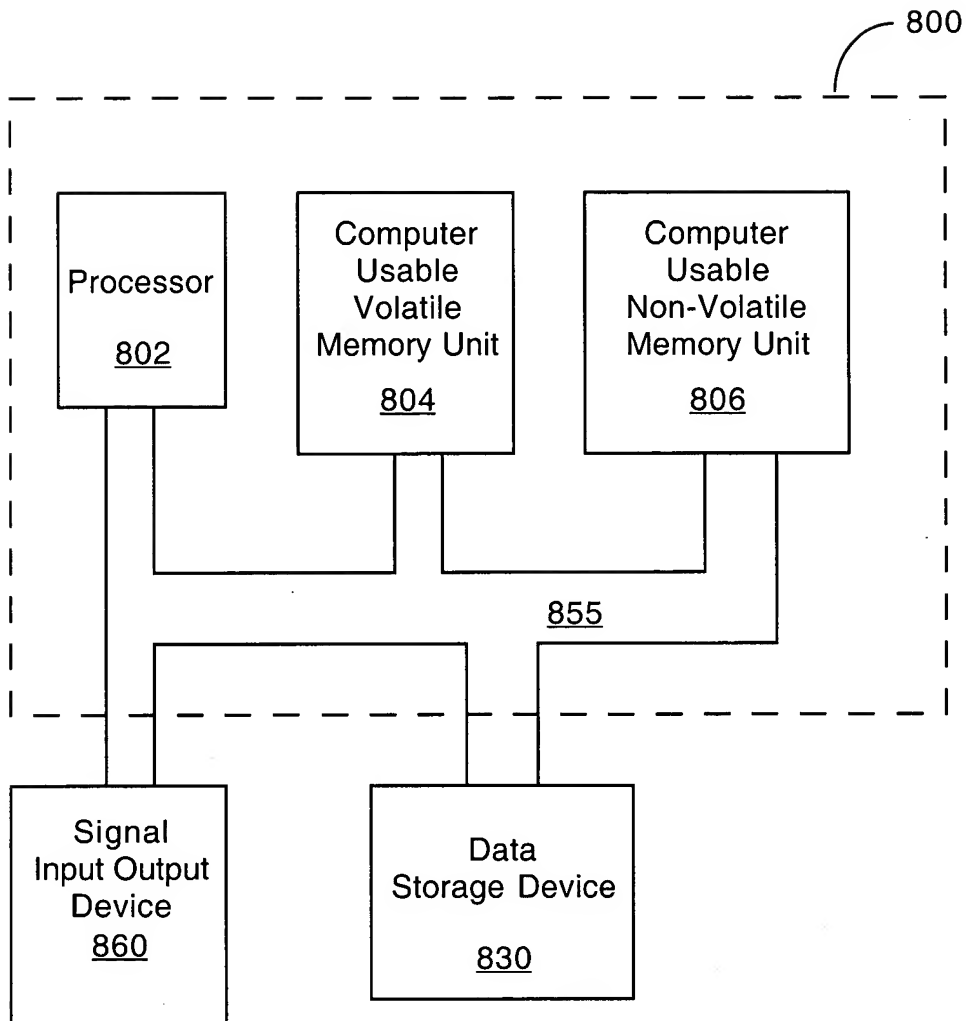 800
Processor
802
Computer
Usable
Volatile
Memory Unit
804
Computer
Usable
Non-Volatile
Memory Unit
806
855
Signal
Input Output
Device
860
Data
Storage Device
830